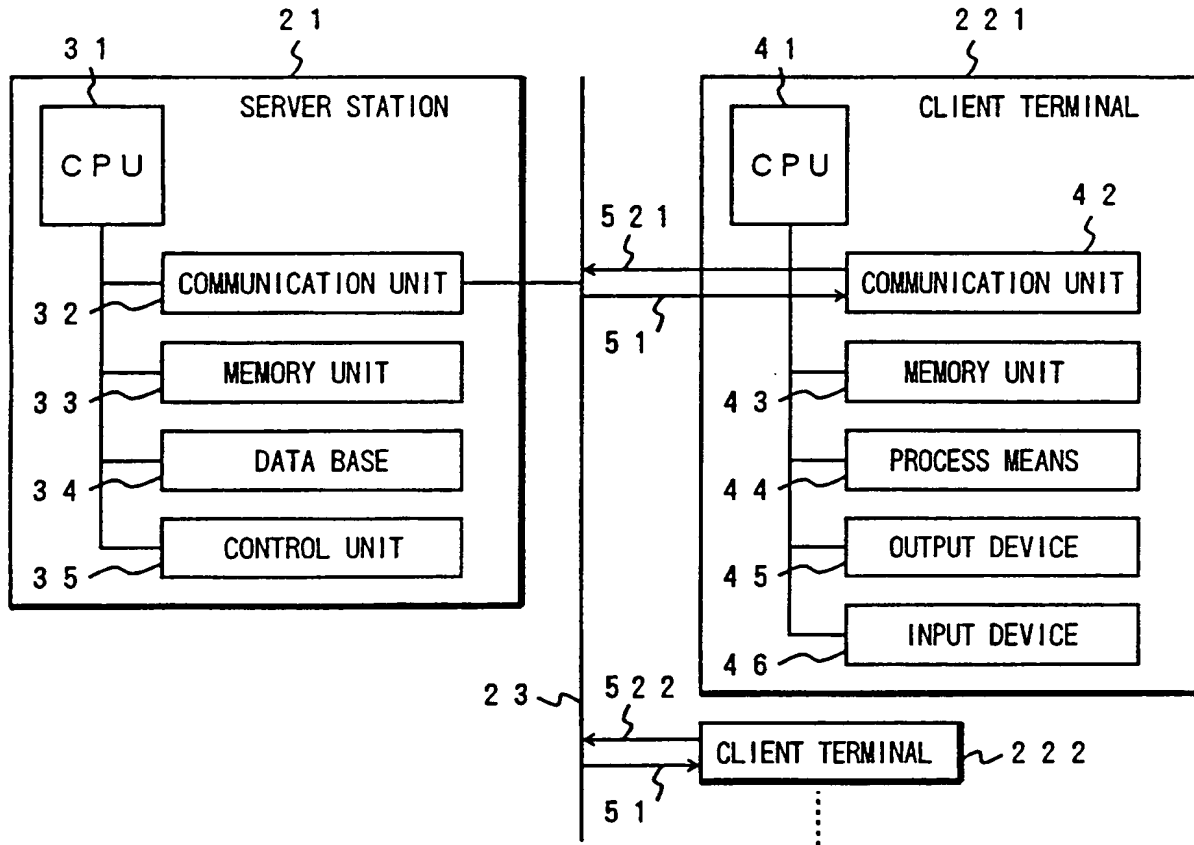 31
21
SERVER STATION
CPU
COMMUNICATION UNIT
32
MEMORY UNIT
33
DATA BASE
34
CONTROL UNIT
35
41
221
CLIENT TERMINAL
CPU
42
521
COMMUNICATION UNIT
51
MEMORY UNIT
43
PROCESS MEANS
44
OUTPUT DEVICE
45
INPUT DEVICE
46
23
522
CLIENT TERMINAL
222
51